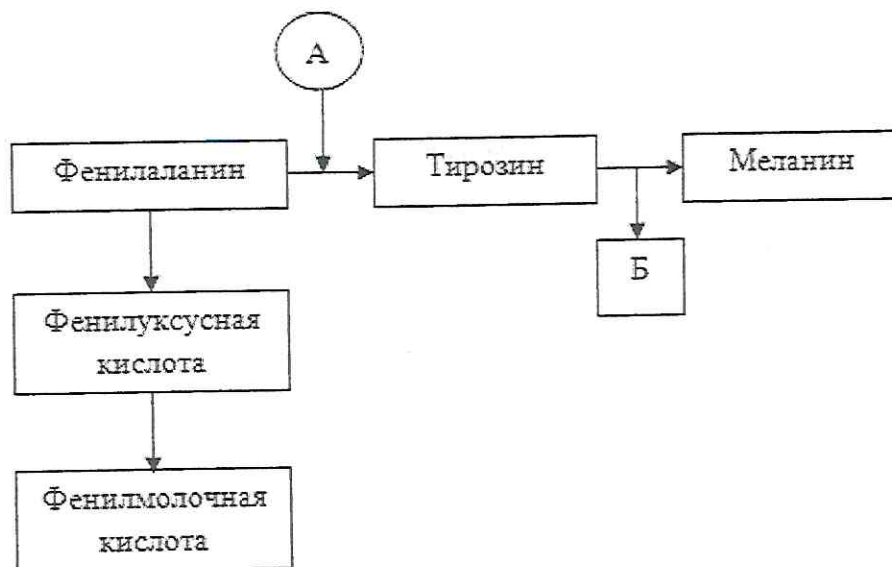 А
Фенилаланин
Тирозин
Меланин
Б
Фенилуксусная
кислота
Фенилмолочная
кислота